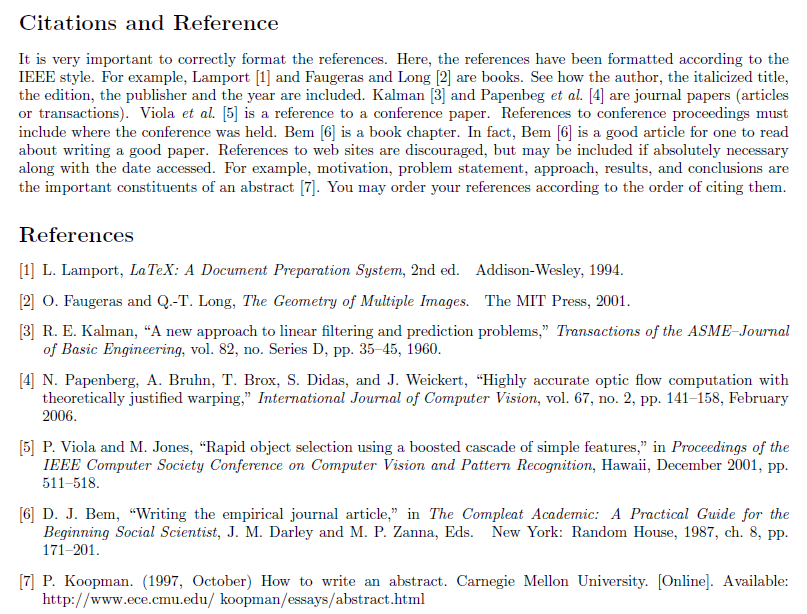 Citations and Reference
It is very important to correctly format the references. Here, the references have been formatted according to the
IEEE style. For example, Lamport [1] and Faugeras and Long [2] are books. See how the author, the italicized title,
the edition, the publisher and the year are included. Kalman [3] and Papenbeg et al. [4] are journal papers (articles
or transactions). Viola et al. [5] is a reference to a conference paper. References to conference proceedings must
include where the conference was held. Bem [6] is a book chapter. In fact, Bem [6] is a good article for one to read
about writing a good paper. References to web sites are discouraged, but may be included if absolutely necessary
along with the date accessed. For example, motivation, problem statement, approach, results, and conclusions are
the important constituents of an abstract [7]. You may order your references according to the order of citing them.
References
[1] L. Lamport, LaTeX: A Document Preparation System, 2nd ed. Addison-Wesley, 1994.
[2] O. Faugeras and Q.-T. Long, The Geometry of Multiple Images. The MIT Press, 2001.
[3] R. E. Kalman, “A new approach to linear filtering and prediction problems,” Transactions of the ASME–Journal
of Basic Engineering, vol. 82, no. Series D, pp. 35–45, 1960.
[4] N. Papenberg, A. Bruhn, T. Brox, S. Didas, and J. Weickert, “Highly accurate optic flow computation with
theoretically justified warping,” International Journal of Computer Vision, vol. 67, no. 2, pp. 141–158, February
2006.
[5] P. Viola and M. Jones, “Rapid object selection using a boosted cascade of simple features,” in Proceedings of the
IEEE Computer Society Conference on Computer Vision and Pattern Recognition, Hawaii, December 2001, pp.
511–518.
[6] D. J. Bem, “Writing the empirical journal article,” in The Compleat Academic: A Practical Guide for the
Beginning Social Scientist, J. M. Darley and M. P. Zanna, Eds. New York: Random House, 1987, ch. 8, pp.
171–201.
[7] P. Koopman. (1997, October) How to write an abstract. Carnegie Mellon University. [Online]. Available:
http://www.ece.cmu.edu/ koopman/essays/abstract.html